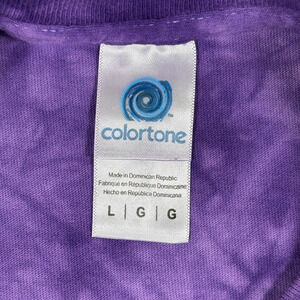 colortone
Made in Dominican Republic
Fabriqué en République Dominicaine
Hecho en República Dominicana
L | G | G